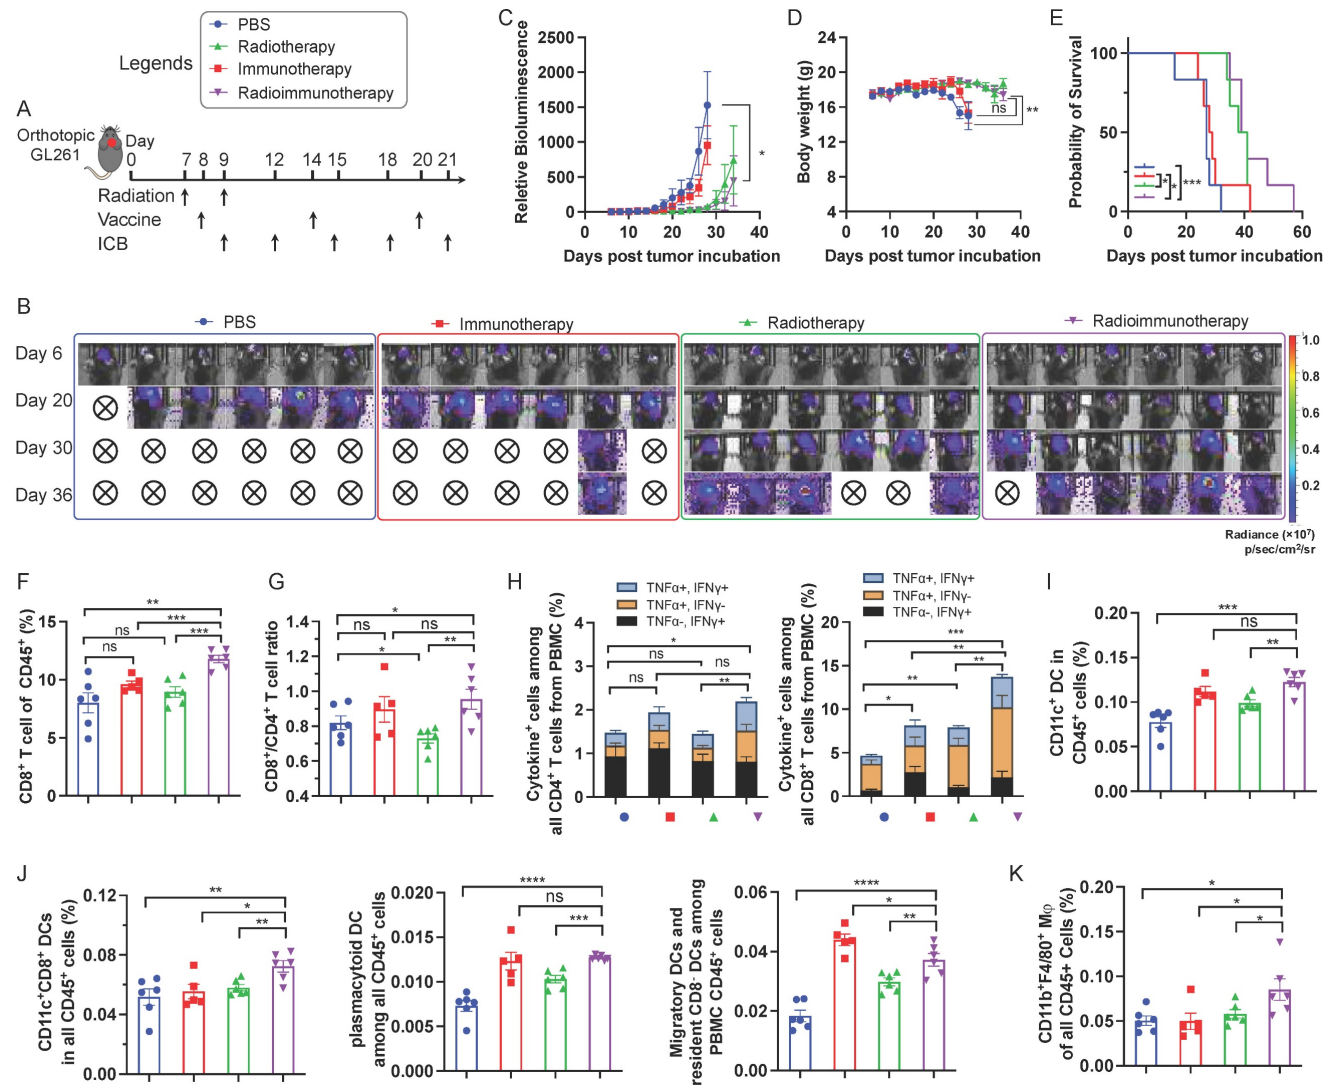 Legends
PBS
Radiotherapy
Immunotherapy
Radioimmunotherapy
A
Orthotopic
GL261
Day
0 7 8 9 12 14 15 18 20 21
Radiation
Vaccine
ICB
C
Reletive Bioluminescence
2500
2000
1500
1000
500
0
0 10 20 30 40
Days post tumor incubation
*
D
Body weight (g)
24
20
16
12
8
4
0 10 20 30 40
Days post tumor incubation
ns
**
E
Probability of Survival
100
50
0
0 20 40 60
Days post tumor incubation
* * ***
B
PBS
Immunotherapy
Radiotherapy
Radioimmunotherapy
Day 6
Day 20
Day 30
Day 36
1.0
0.8
0.6
0.4
0.2
Radiance (×10⁷)
p/sec/cm²/sr
F
CD8⁺ T cell of CD45⁺ (%)
15
10
5
0
**
***
ns
***
ns
G
CD8⁺/CD4⁺ T cell ratio
1.4
1.2
1.0
0.8
0.6
0.4
*
ns
ns
*
**
H
TNFα+, IFNγ+
TNFα+, IFNγ-
TNFα-, IFNγ+
Cytokine⁺ cells among
all CD4⁺ T cells from PBMC (%)
4
3
2
1
0
*
ns
ns
ns
**
TNFα+, IFNγ+
TNFα+, IFNγ-
TNFα-, IFNγ+
Cytokine⁺ cells among
all CD8⁺ T cells from PBMC (%)
20
15
10
5
0
***
**
**
**
*
I
CD11c⁺ DC in
CD45⁺ cells (%)
0.20
0.15
0.10
0.05
0.00
***
ns
**
J
CD11c⁺CD8⁺ DCs
in all CD45⁺ cells (%)
0.12
0.08
0.04
0.00
**
*
**
plasmacytoid DC
among all CD45⁺ cells
0.020
0.015
0.010
0.005
0.000
****
ns
***
Migratory DCs and
resident CD8⁻ DCs among
PBMC CD45⁺ cells
0.06
0.04
0.02
0.00
****
*
**
K
CD11b⁺F4/80⁺ Mφ
of all CD45+ Cells (%)
0.20
0.15
0.10
0.05
0.00
*
*
*